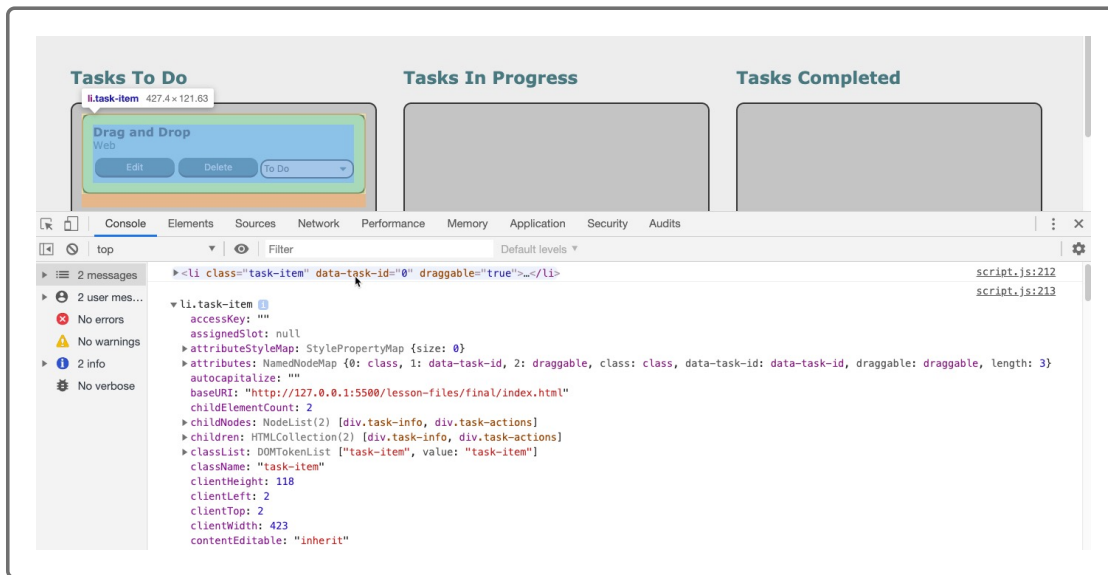 Tasks To Do Tasks In Progress Tasks Completed
li.task-item 427.4 × 121.63
Drag and Drop
Web
Edit Delete To Do
Console Elements Sources Network Performance Memory Application Security Audits
top Filter Default levels
2 messages
<li class="task-item" data-task-id="0" draggable="true">…</li> script.js:212
2 user mes... script.js:213
li.task-item
No errors
accessKey: ""
assignedSlot: null
No warnings
attributeStyleMap: StylePropertyMap {size: 0}
2 info
attributes: NamedNodeMap {0: class, 1: data-task-id, 2: draggable, class: class, data-task-id: data-task-id, draggable: draggable, length: 3}
autocapitalize: ""
No verbose
baseURI: "http://127.0.0.1:5500/lesson-files/final/index.html"
childElementCount: 2
childNodes: NodeList(2) [div.task-info, div.task-actions]
children: HTMLCollection(2) [div.task-info, div.task-actions]
classList: DOMTokenList ["task-item", value: "task-item"]
className: "task-item"
clientHeight: 118
clientLeft: 2
clientTop: 2
clientWidth: 423
contentEditable: "inherit"